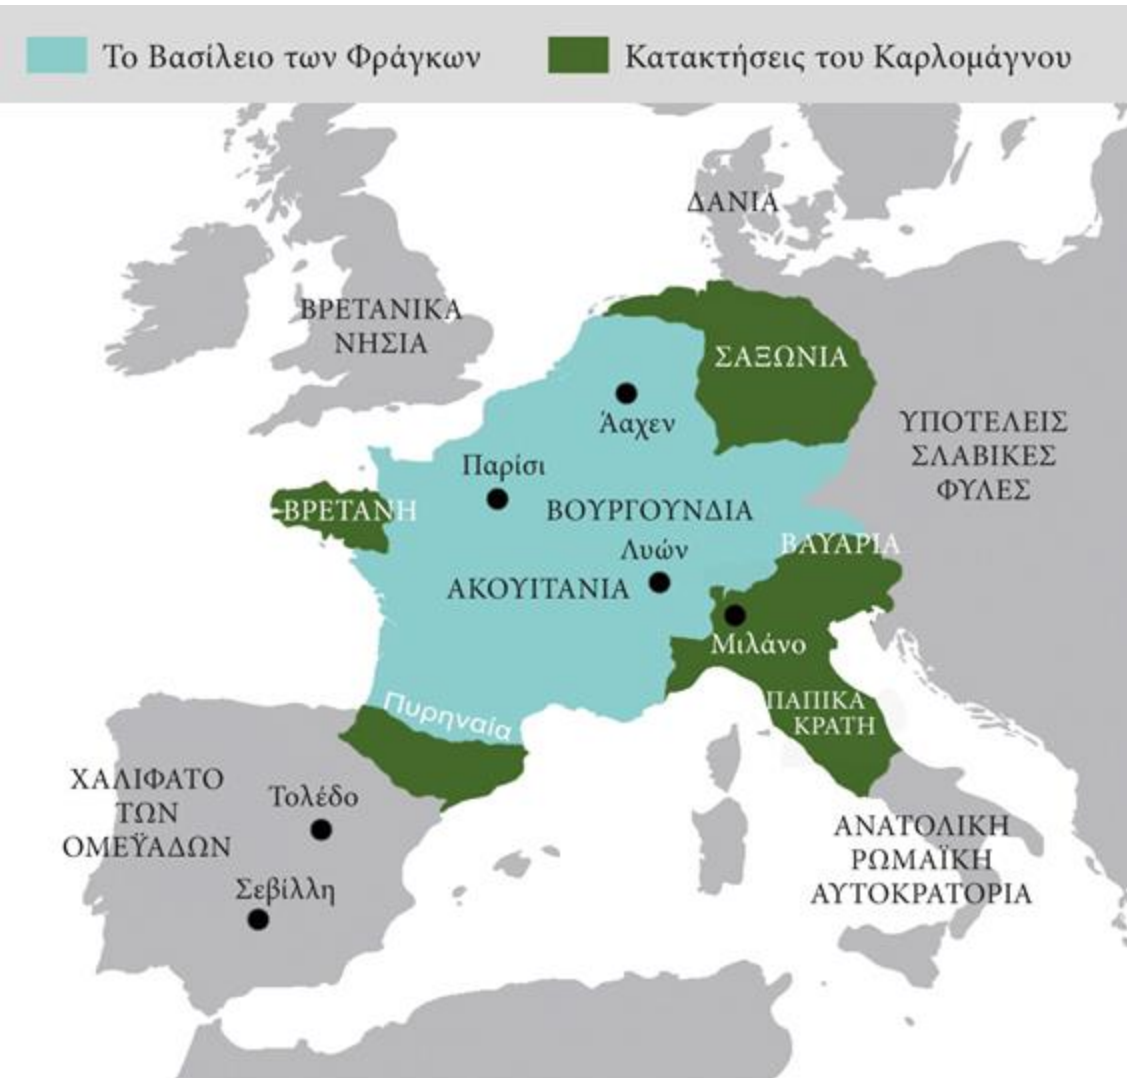 Το Βασίλειο των Φράγκων
Κατακτήσεις του Καρλομάγνου
ΔΑΝΙΑ
ΒΡΕΤΑΝΙΚΑ
ΝΗΣΙΑ
ΣΑΞΩΝΙΑ
Άαχεν
ΥΠΟΤΕΛΕΙΣ
ΣΛΑΒΙΚΕΣ
ΦΥΛΕΣ
Παρίσι
ΒΡΕΤΑΝΗ
ΒΟΥΡΓΟΥΝΔΙΑ
Λυών
ΒΑΥΑΡΙΑ
ΑΚΟΥΙΤΑΝΙΑ
Μιλάνο
Πυρηναία
ΠΑΠΙΚΑ
ΚΡΑΤΗ
ΧΑΛΙΦΑΤΟ
ΤΩΝ
ΟΜΕΫΑΔΩΝ
Τολέδο
Σεβίλλη
ΑΝΑΤΟΛΙΚΗ
ΡΩΜΑΪΚΗ
ΑΥΤΟΚΡΑΤΟΡΙΑ